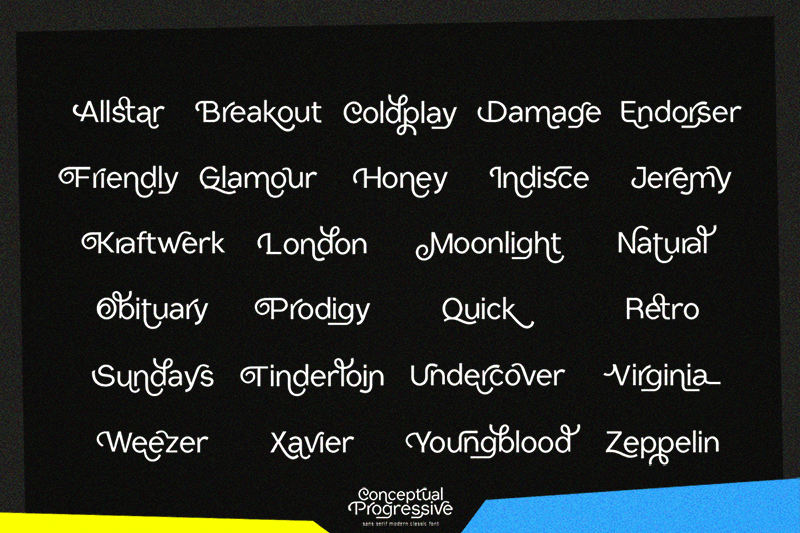 Allstar Breakout Coldplay Damage Endorser
Friendly Glamour Honey Indisce Jeremy
Kraftwerk London Moonlight Natural
Obituary Prodigy Quick Retro
Sundays Tinderloin Undercover Virginia
Weezer Xavier Youngblood Zeppelin
Conceptual
Progressive
sans serif modern classic font